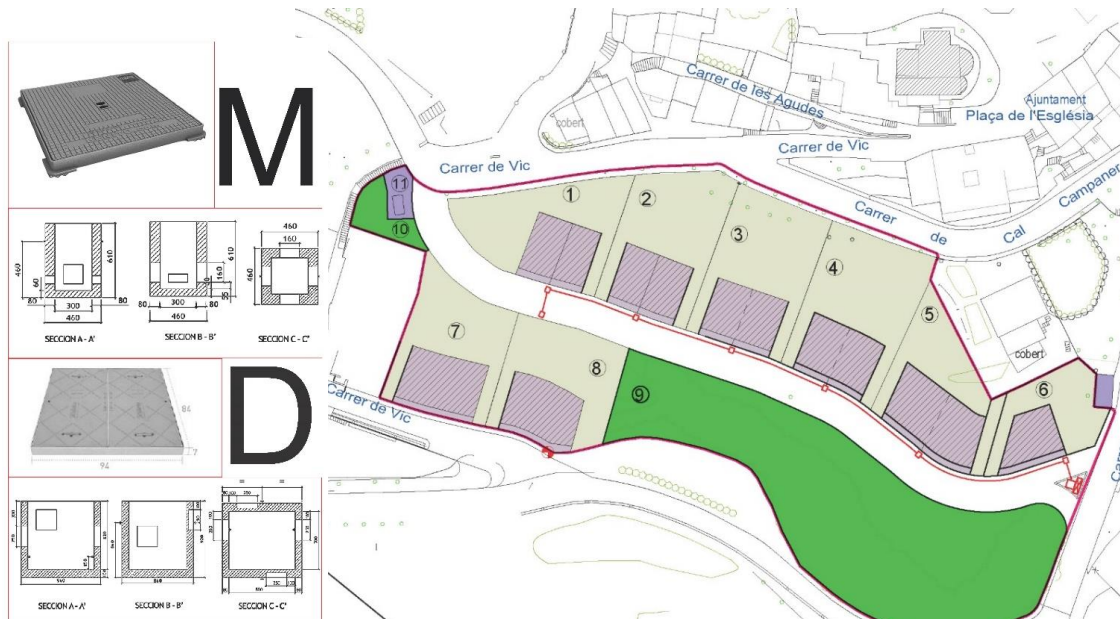 M
460
60
610
80
300
80
460
SECCION A - A'
610
160
55
80
300
80
460
SECCION B - B'
460
160
460
SECCION C - C'
D
84
7
94
SECCION A - A'
SECCION B - B'
SECCION C - C'
Carrer de les Agudes
Ajuntament
Plaça de l'Església
cobert
Carrer de Vic
Carrer de Vic
Carrer
de
Cal
Campaner
11
10
1
2
3
4
5
cobert
6
7
8
9
Carrer de Vic